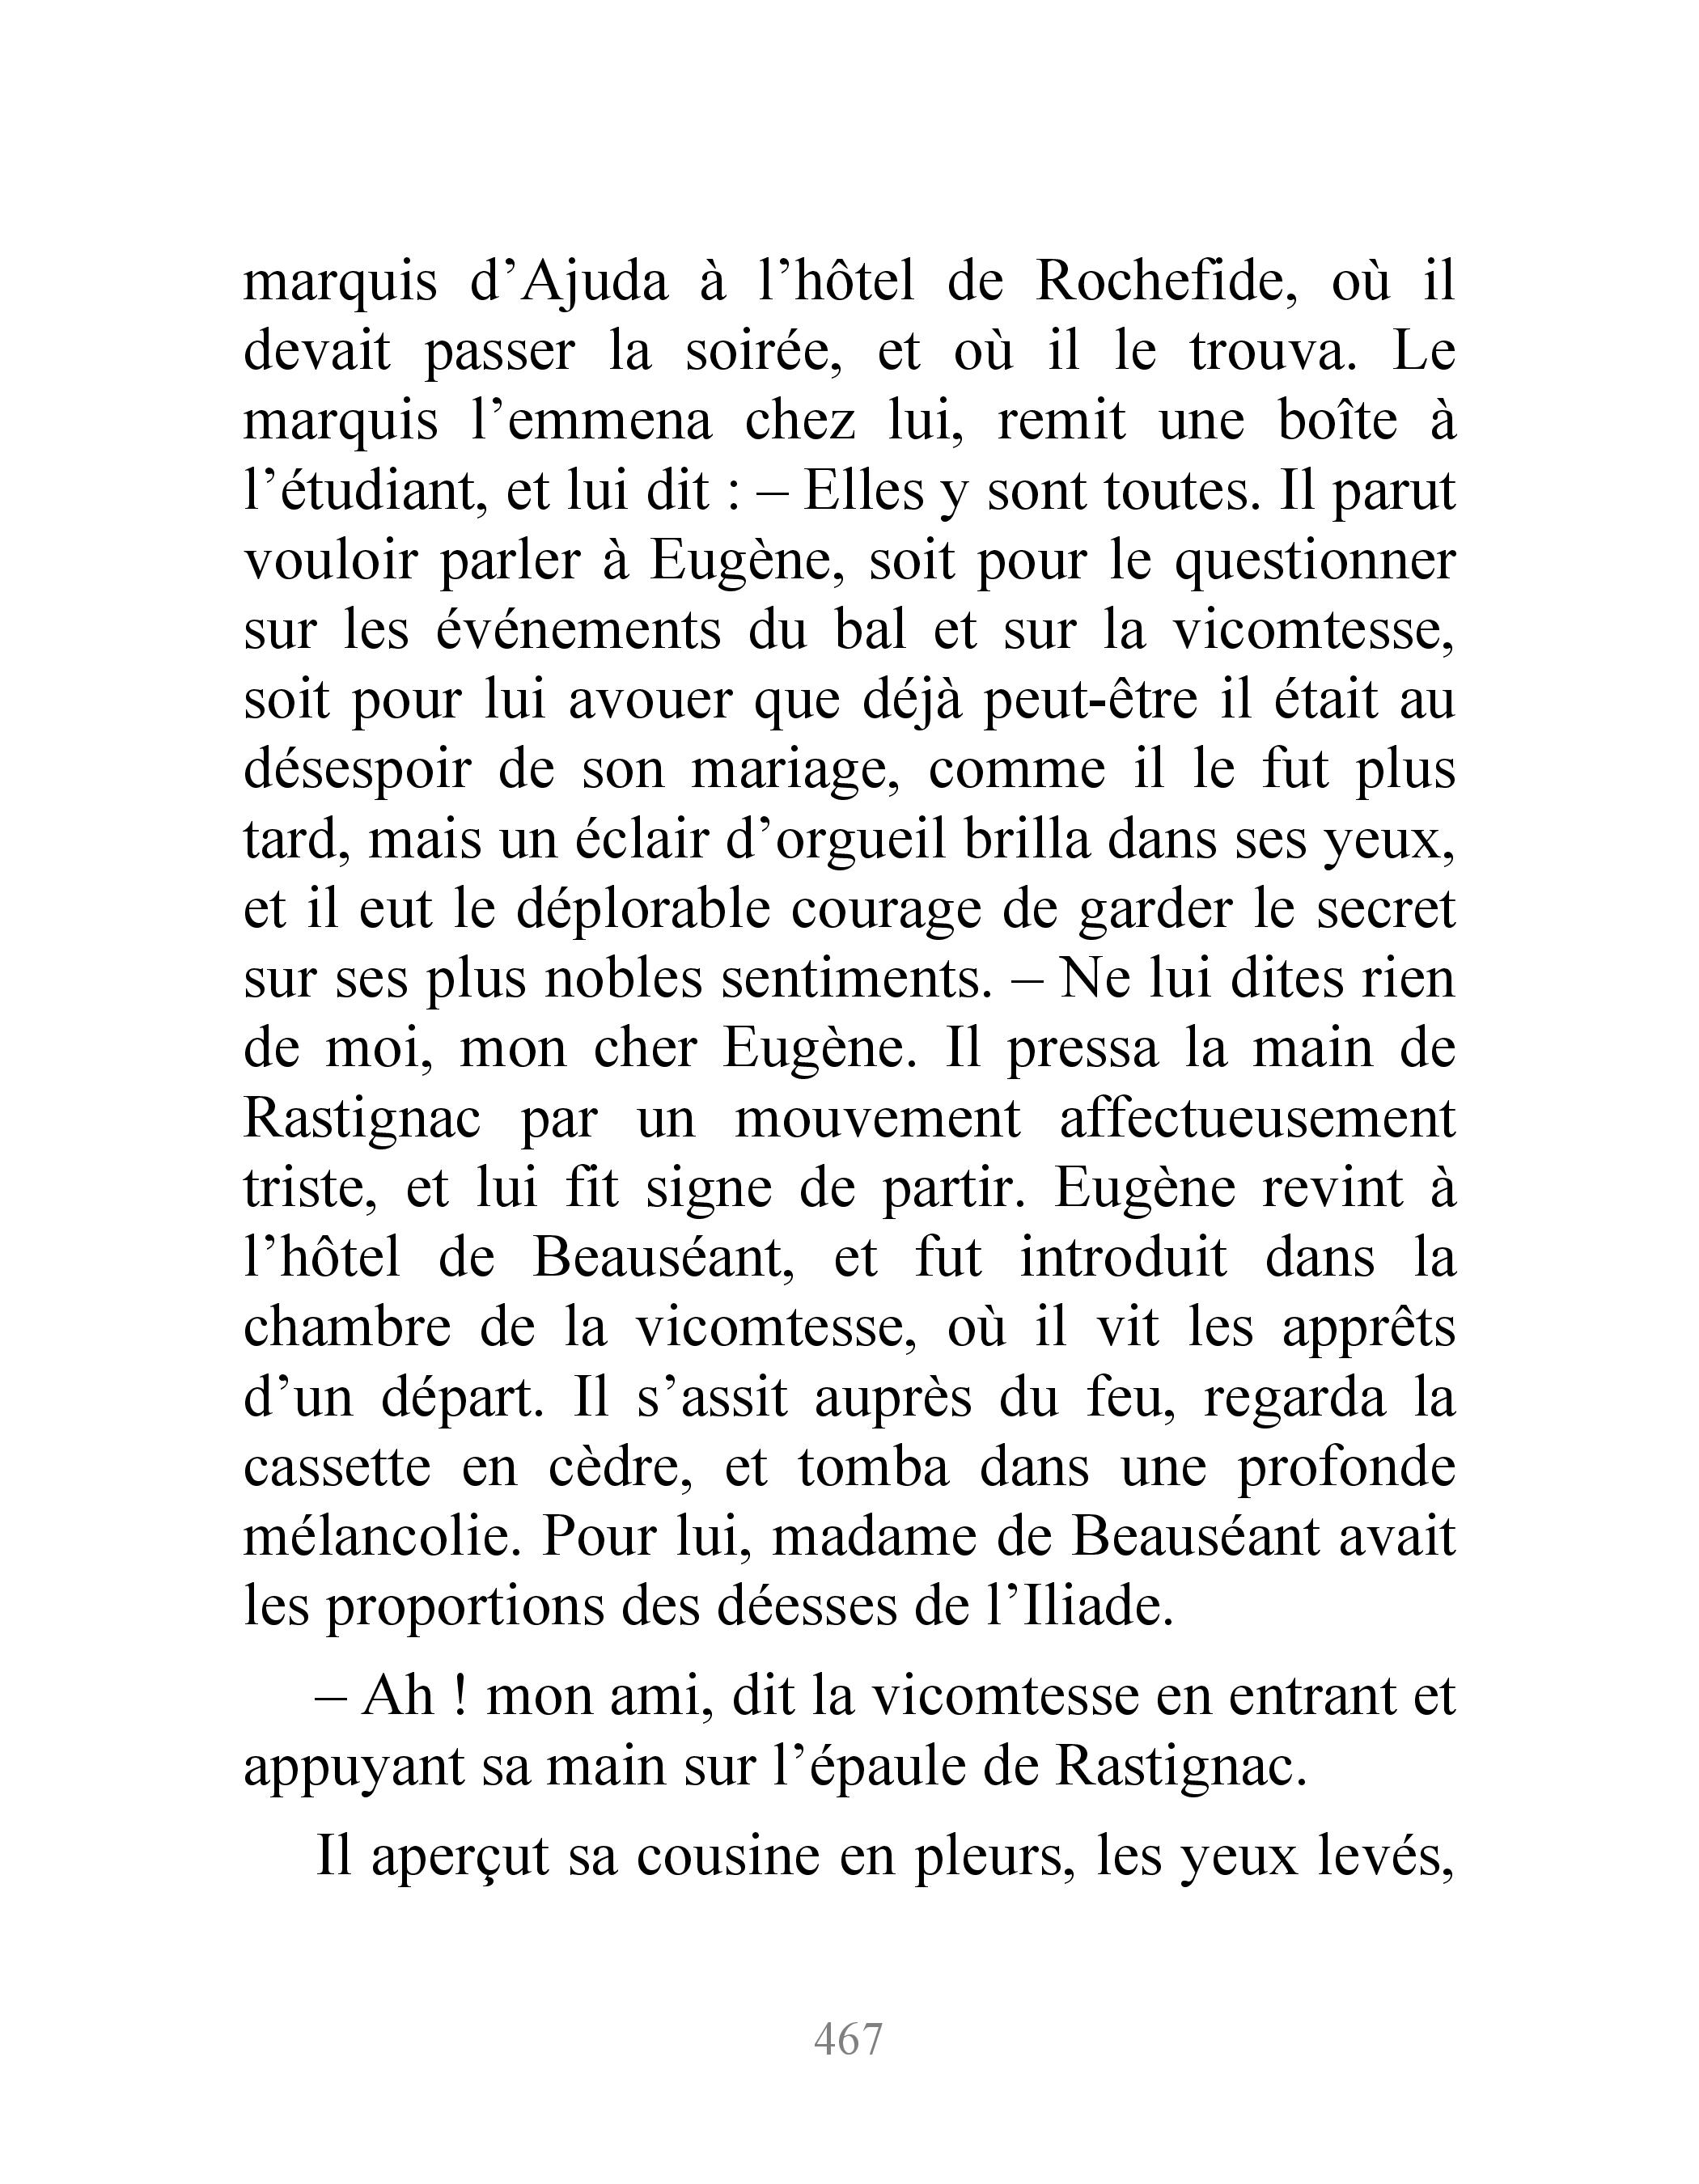 marquis d’Ajuda à l’hôtel de Rochefide, où il
devait passer la soirée, et où il le trouva. Le
marquis l’emmena chez lui, remit une boîte à
l’étudiant, et lui dit : – Elles y sont toutes. Il parut
vouloir parler à Eugène, soit pour le questionner
sur les événements du bal et sur la vicomtesse,
soit pour lui avouer que déjà peut-être il était au
désespoir de son mariage, comme il le fut plus
tard, mais un éclair d’orgueil brilla dans ses yeux,
et il eut le déplorable courage de garder le secret
sur ses plus nobles sentiments. – Ne lui dites rien
de moi, mon cher Eugène. Il pressa la main de
Rastignac par un mouvement affectueusement
triste, et lui fit signe de partir. Eugène revint à
l’hôtel de Beauséant, et fut introduit dans la
chambre de la vicomtesse, où il vit les apprêts
d’un départ. Il s’assit auprès du feu, regarda la
cassette en cèdre, et tomba dans une profonde
mélancolie. Pour lui, madame de Beauséant avait
les proportions des déesses de l’Iliade.
– Ah ! mon ami, dit la vicomtesse en entrant et
appuyant sa main sur l’épaule de Rastignac.
Il aperçut sa cousine en pleurs, les yeux levés,
467